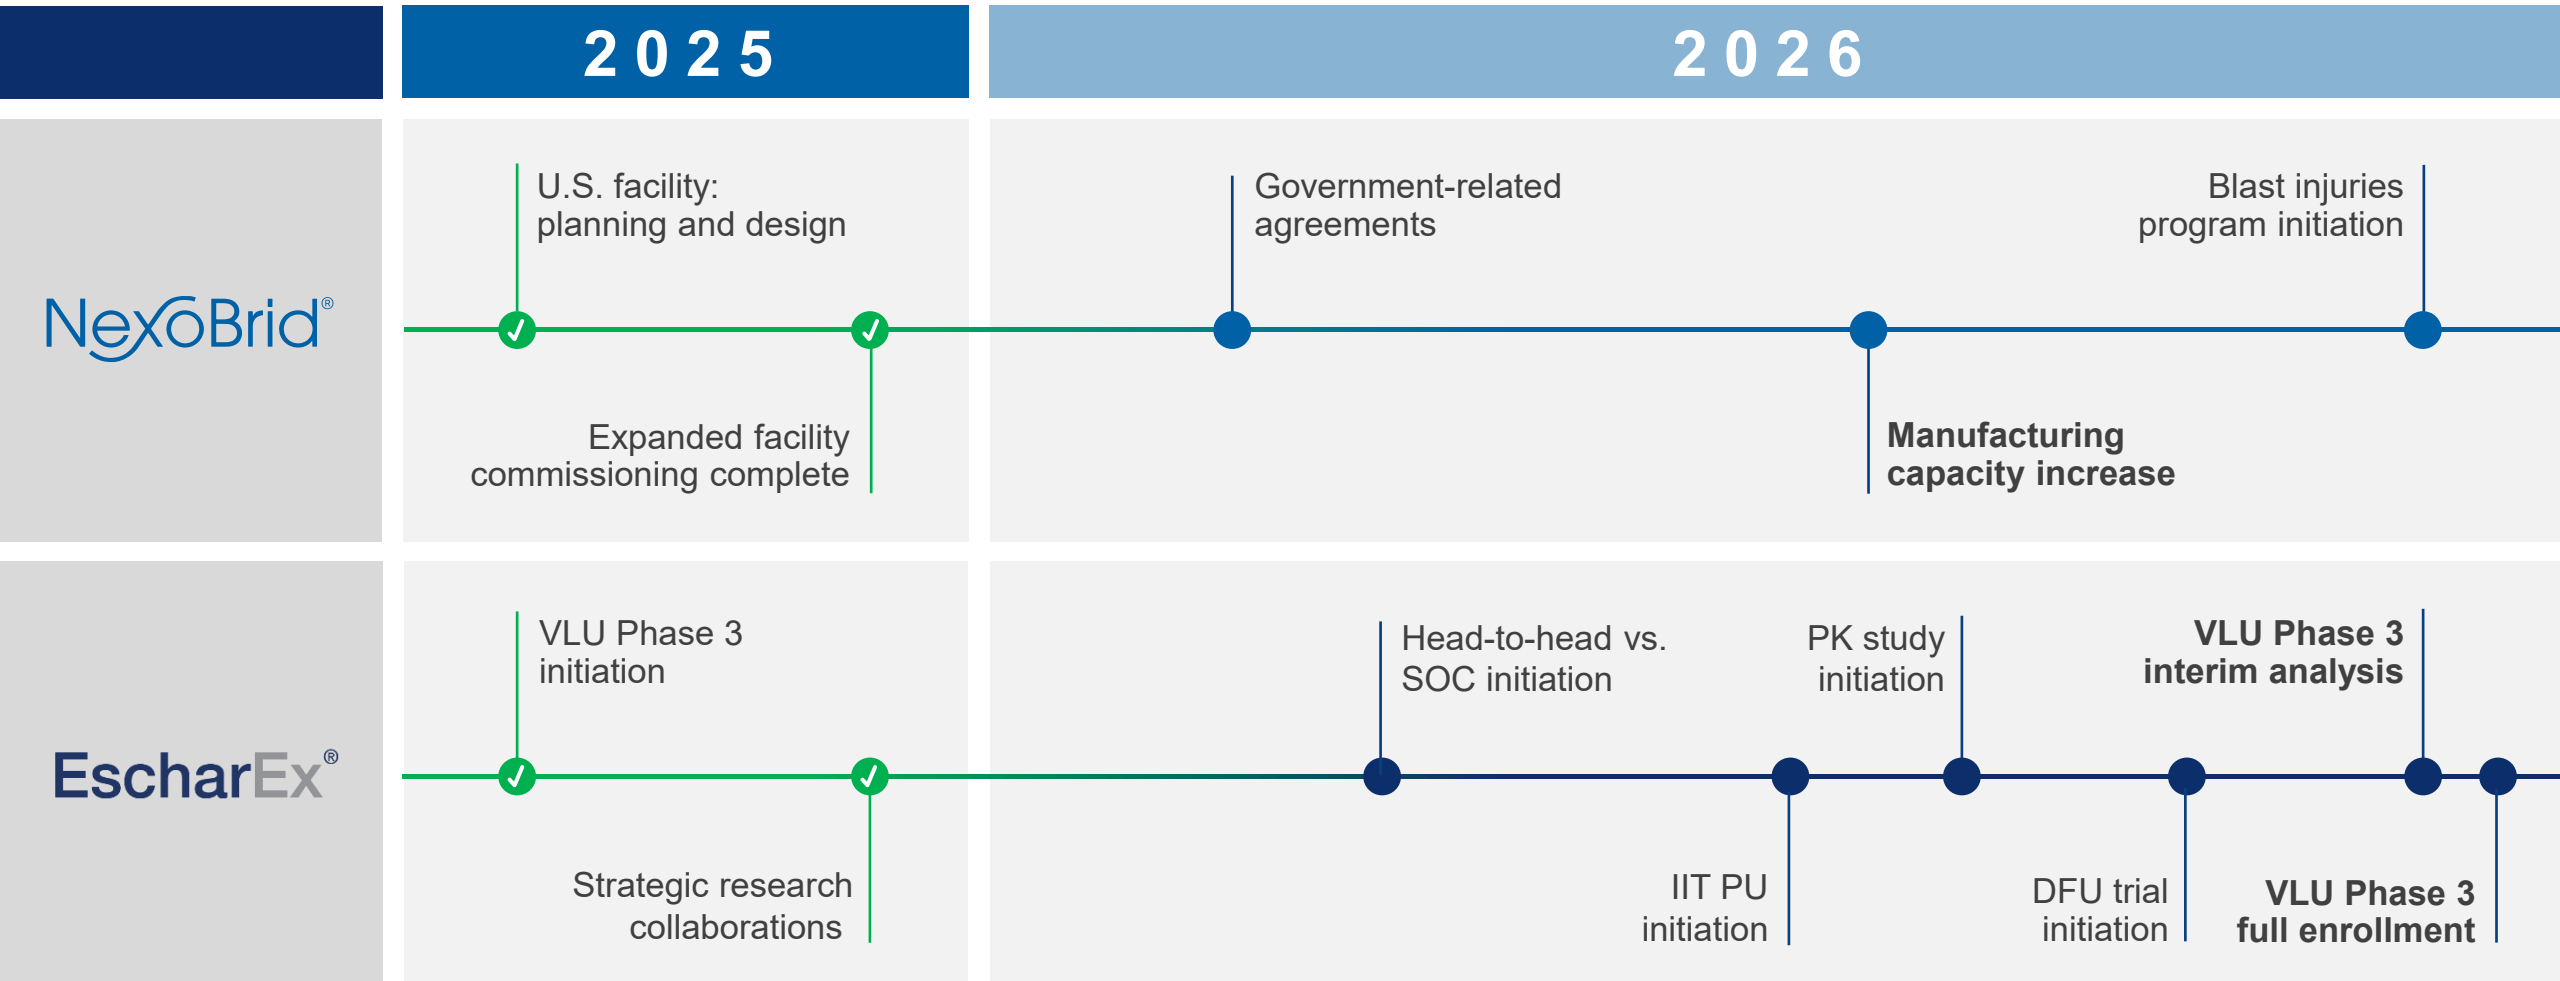 2025
2026
NexoBrid®
U.S. facility:
planning and design
Expanded facility
commissioning complete
Government-related
agreements
Manufacturing
capacity increase
Blast injuries
program initiation
EscharEx®
VLU Phase 3
initiation
Strategic research
collaborations
Head-to-head vs.
SOC initiation
IIT PU
initiation
PK study
initiation
DFU trial
initiation
VLU Phase 3
interim analysis
VLU Phase 3
full enrollment